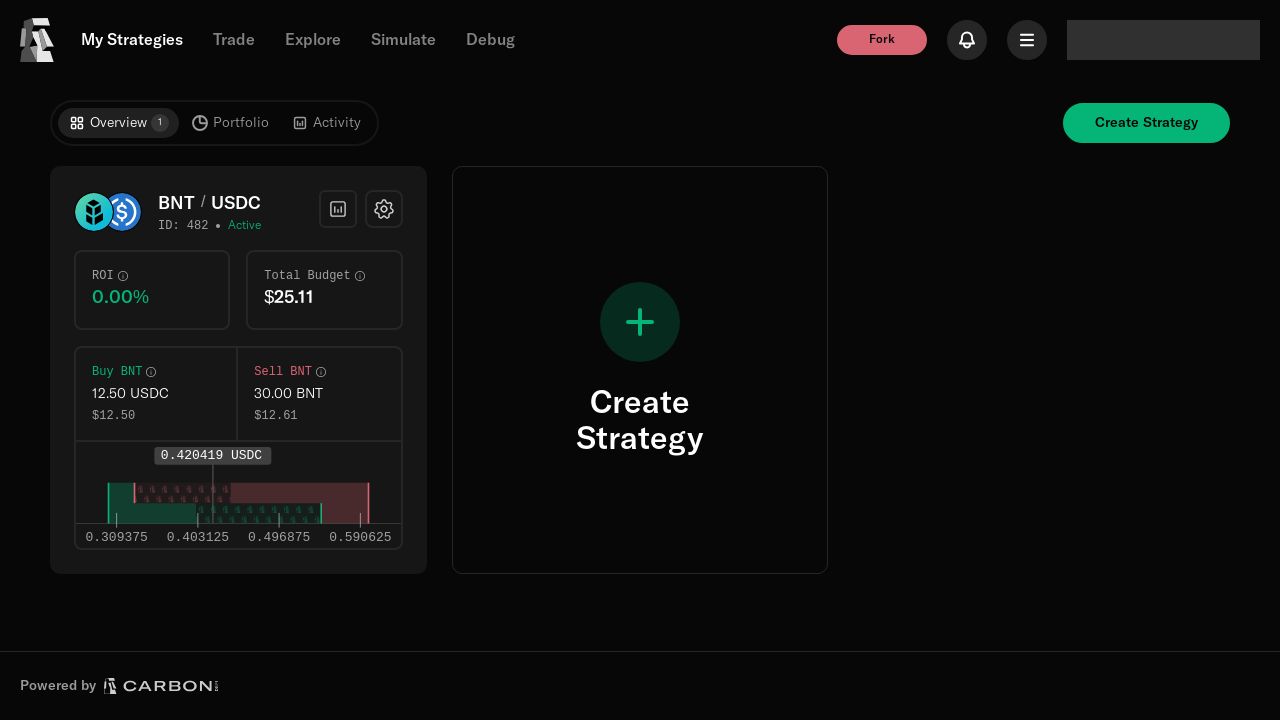 My Strategies
Trade
Explore
Simulate
Debug
Fork
Overview 1
Portfolio
Activity
Create Strategy
BNT / USDC
ID: 482 • Active
ROI
0.00%
Total Budget
$25.11
Buy BNT
12.50 USDC
$12.50
Sell BNT
30.00 BNT
$12.61
0.420419 USDC
0.309375 0.403125 0.496875 0.590625
Create
Strategy
Powered by CARBON